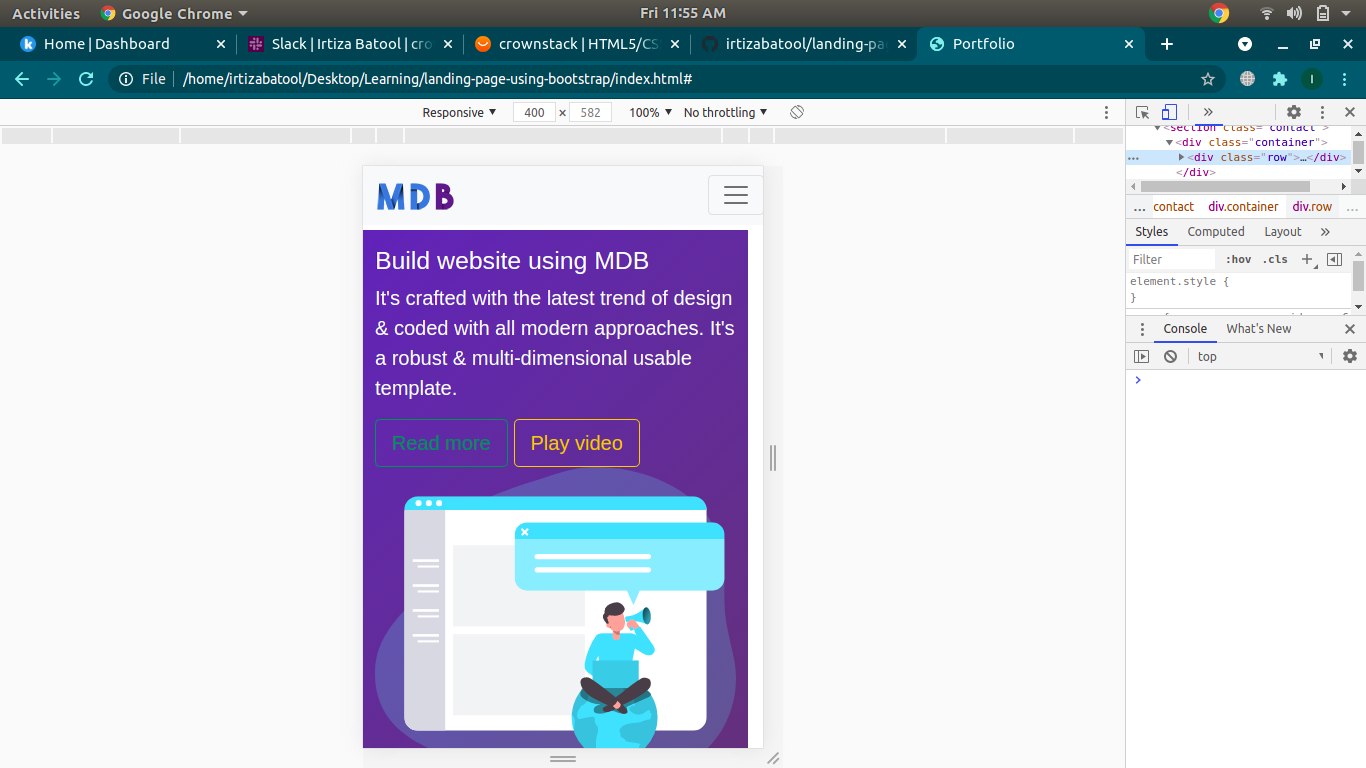 Activities Google Chrome Fri 11:55 AM
Home | Dashboard Slack | Irtiza Batool | cro crownstack | HTML5/CS irtizabatool/landing-pa Portfolio
File /home/irtizabatool/Desktop/Learning/landing-page-using-bootstrap/index.html# I
Responsive 400 × 582 100% No throttling
<section class="contact">
<div class="container">
<div class="row">…</div>
</div>
MDB
… contact div.container div.row …
Styles Computed Layout
Filter :hov .cls
element.style {
}
Console What's New
top
Build website using MDB
It's crafted with the latest trend of design
& coded with all modern approaches. It's
a robust & multi-dimensional usable
template.
Read more Play video